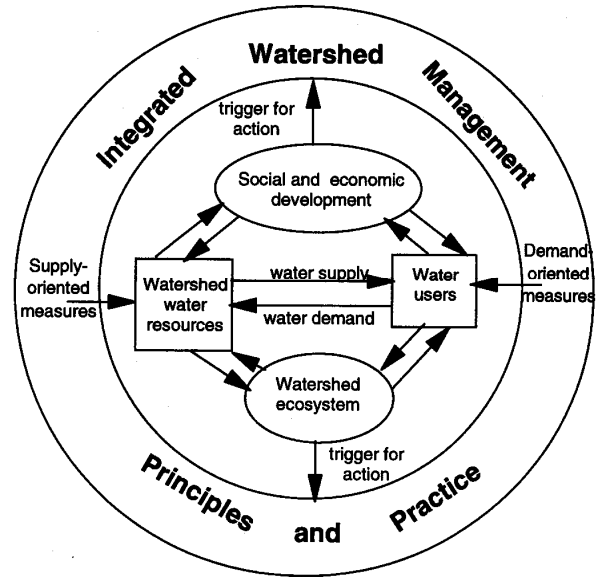 Integrated Watershed Management
trigger for
action
Social and economic
development
Supply-
oriented
measures
Watershed
water
resources
water supply
water demand
Water
users
Demand-
oriented
measures
Watershed
ecosystem
trigger for
action
Principles and Practice